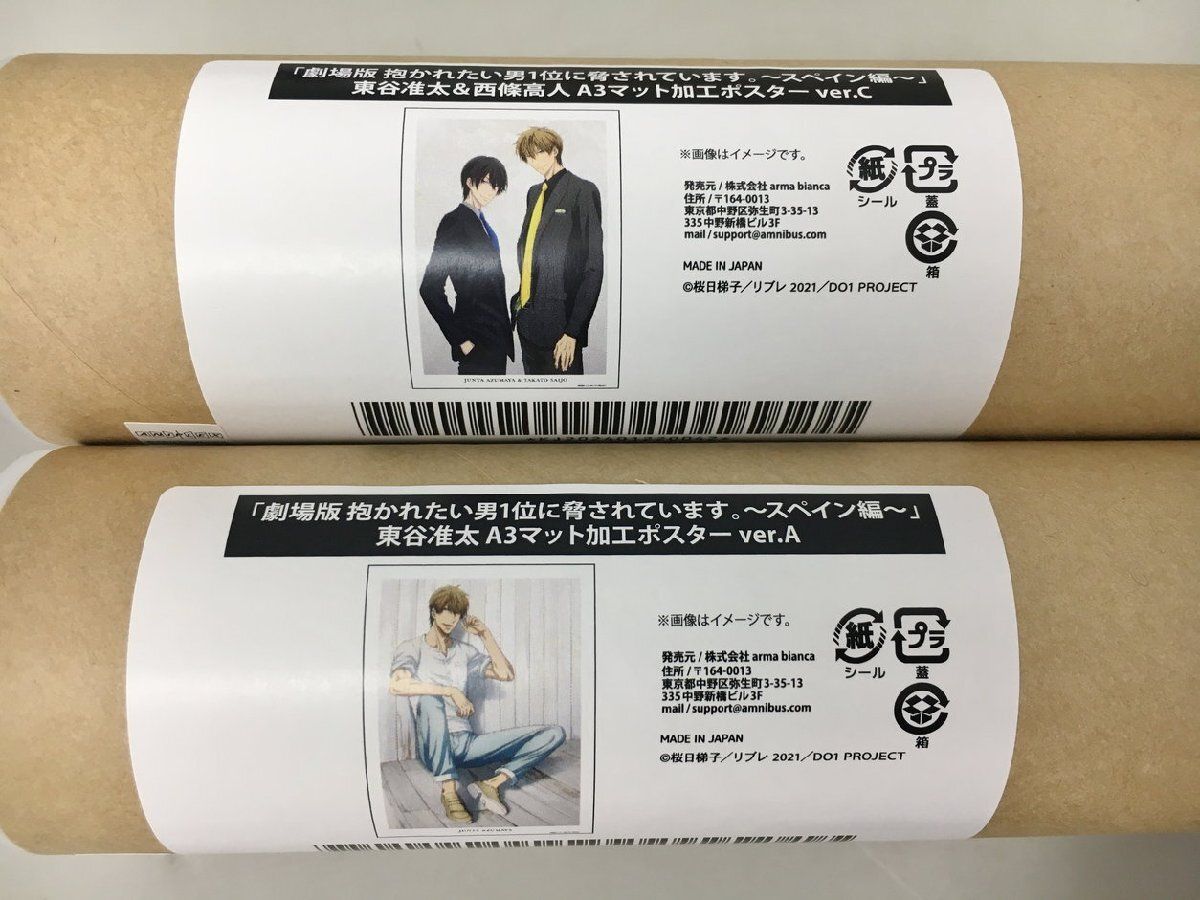 「劇場版 抱かれたい男1位に脅されています。～スペイン編～」
東谷准太＆西條高人 A3マット加工ポスター ver.C
※画像はイメージです。
発売元 / 株式会社 arma bianca
住所 / 〒164-0013
東京都中野区弥生町3-35-13
335中野新橋ビル3F
mail / support@amnibus.com
MADE IN JAPAN
©桜日梯子／リブレ 2021／DO1 PROJECT
紙
シール
プラ
蓋
箱
JUNTA AZUMAYA & TAKATO SAIJO
「劇場版 抱かれたい男1位に脅されています。～スペイン編～」
東谷准太 A3マット加工ポスター ver.A
※画像はイメージです。
発売元 / 株式会社 arma bianca
住所 / 〒164-0013
東京都中野区弥生町3-35-13
335中野新橋ビル3F
mail / support@amnibus.com
MADE IN JAPAN
©桜日梯子／リブレ 2021／DO1 PROJECT
紙
シール
プラ
蓋
箱
JUNTA AZUMAYA